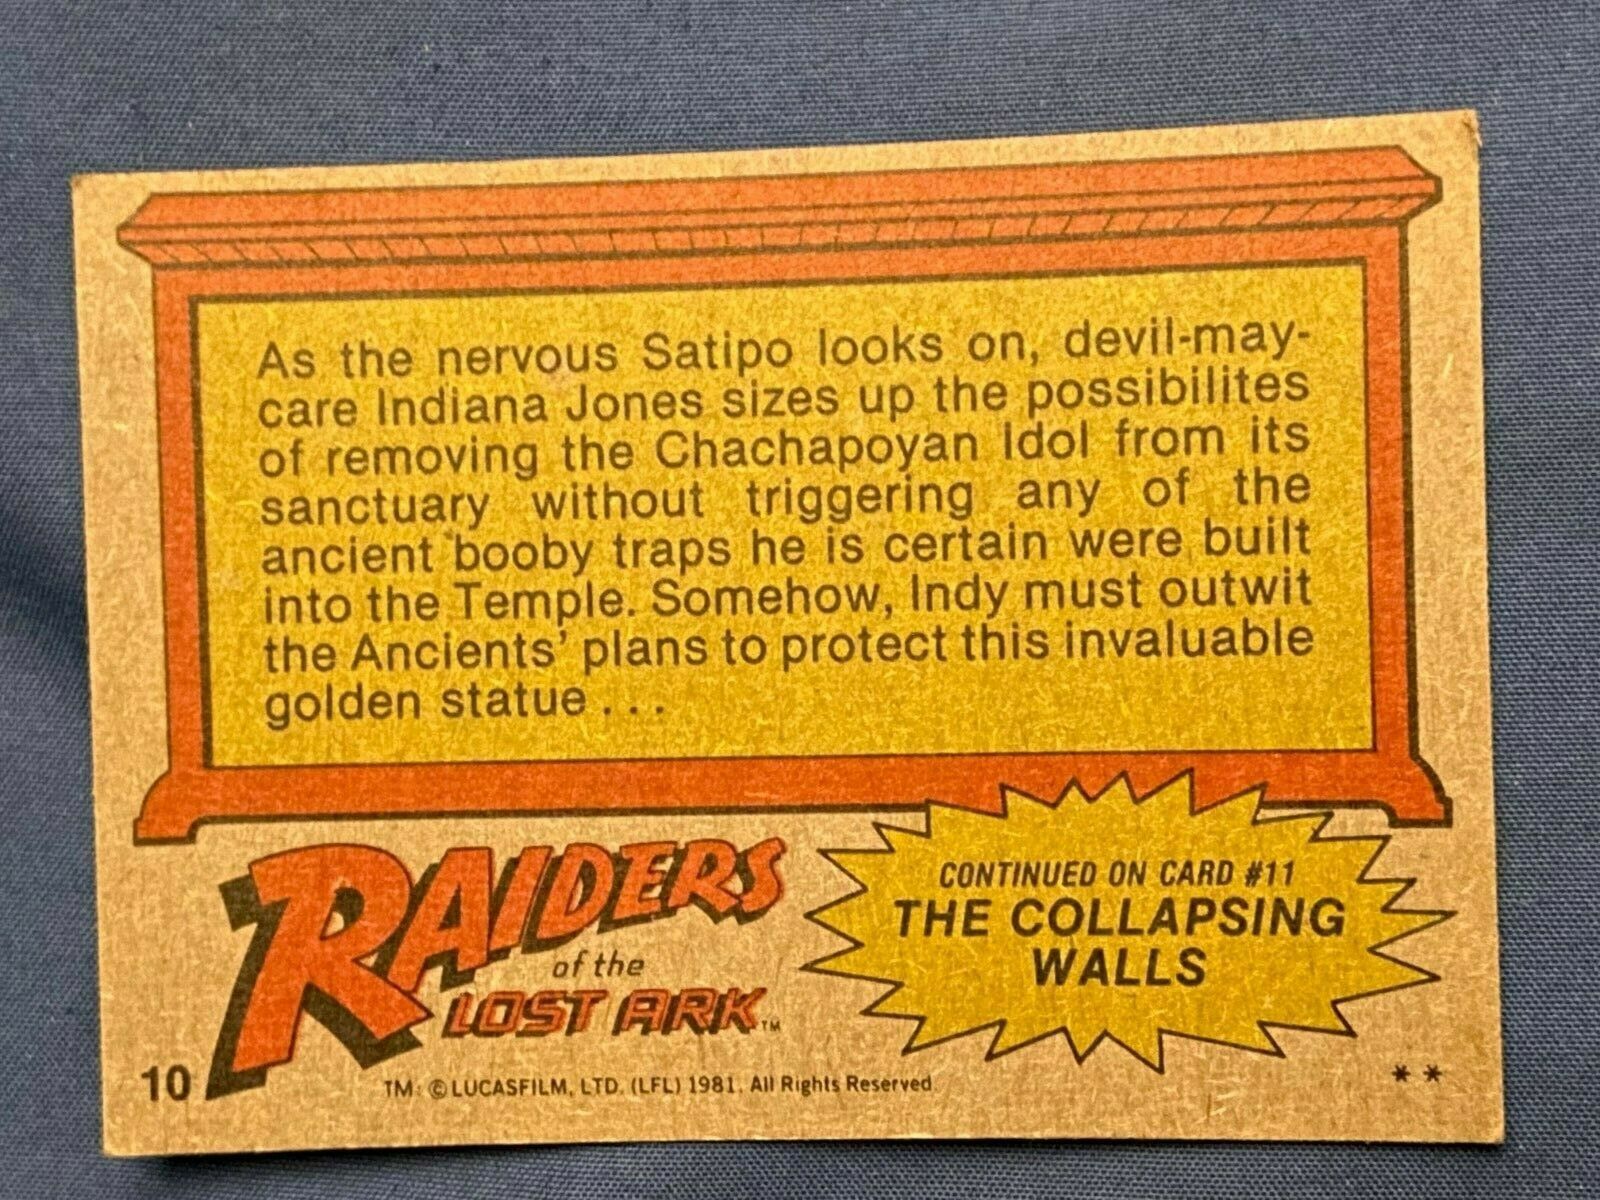 As the nervous Satipo looks on, devil-may-
care Indiana Jones sizes up the possibilites
of removing the Chachapoyan Idol from its
sanctuary without triggering any of the
ancient booby traps he is certain were built
into the Temple. Somehow, Indy must outwit
the Ancients' plans to protect this invaluable
golden statue . . .
RAIDERS
of the
LOST ARK™
CONTINUED ON CARD #11
THE COLLAPSING
WALLS
10
TM: © LUCASFILM, LTD. (LFL) 1981. All Rights Reserved.
* *